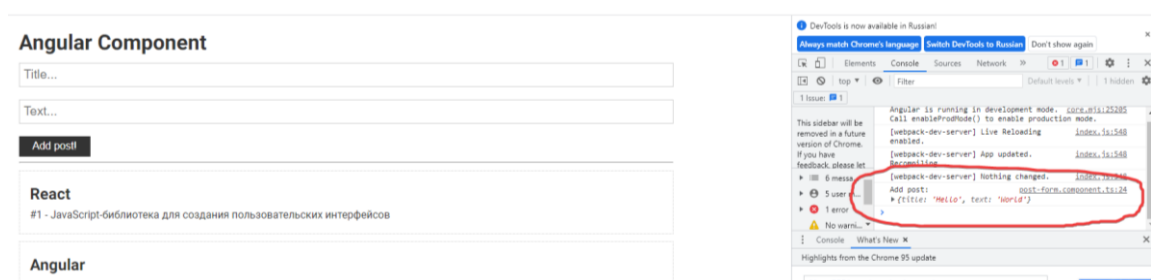 Angular Component
Title...
Text...
Add post!
React
#1 - JavaScript-библиотека для создания пользовательских интерфейсов
Angular
DevTools is now available in Russian!
Always match Chrome's language Switch DevTools to Russian Don't show again
Elements Console Sources Network » 1 1
top Filter Default levels 1 hidden
1 Issue: 1
This sidebar will be
removed in a future
version of Chrome.
If you have
feedback, please let
6 messa...
5 user m...
1 error
No warni...
Angular is running in development mode. core.mjs:25205
Call enableProdMode() to enable production mode.
[webpack-dev-server] Live Reloading index.js:548
enabled.
[webpack-dev-server] App updated. index.js:548
Recompiling...
[webpack-dev-server] Nothing changed. index.js:548
Add post: post-form.component.ts:24
{title: 'Hello', text: 'World'}
Console What's New
Highlights from the Chrome 95 update